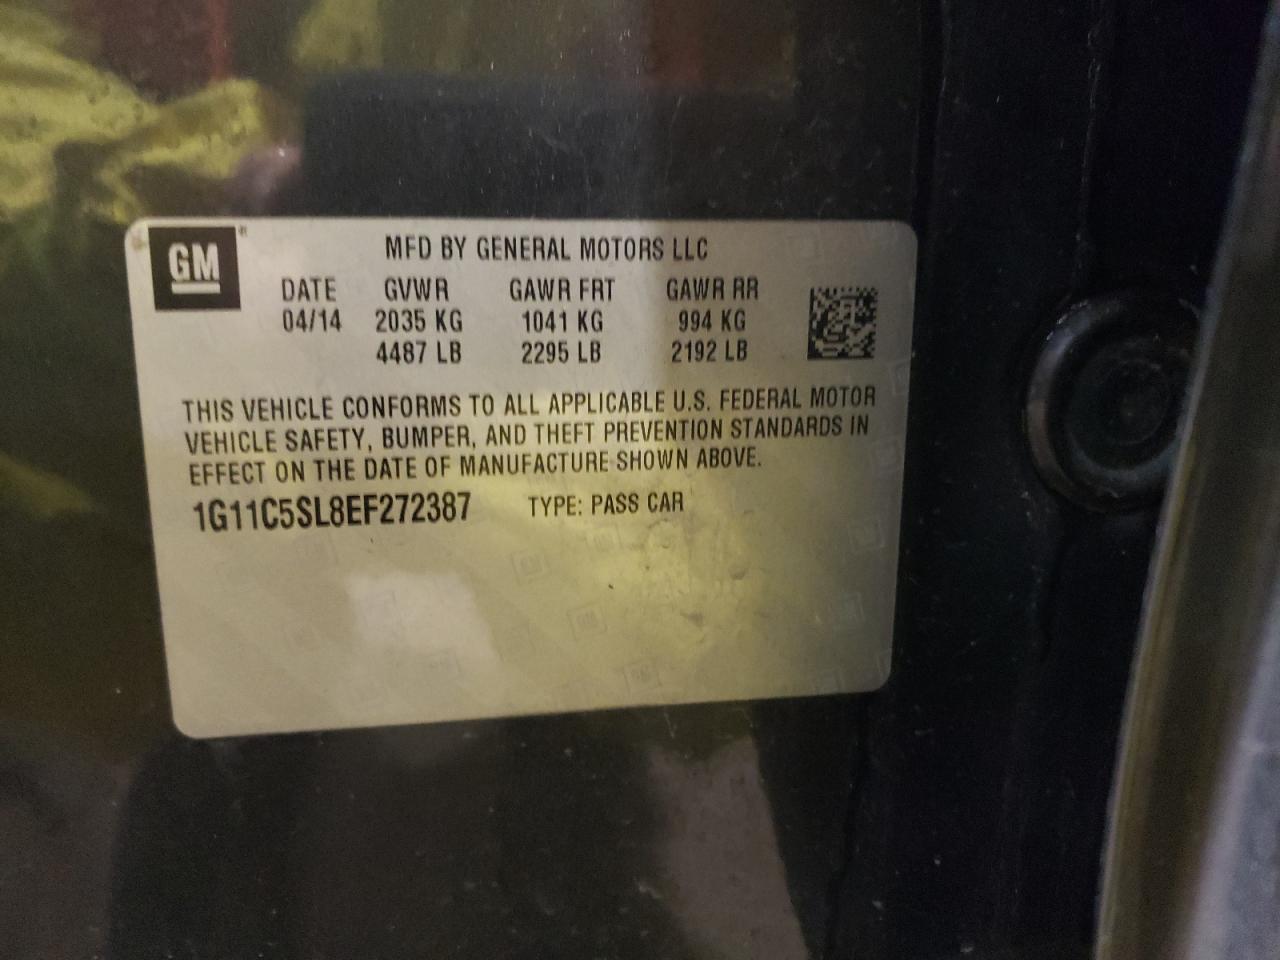 GM®
MFD BY GENERAL MOTORS LLC
DATE GVWR GAWR FRT GAWR RR
04/14 2035 KG 1041 KG 994 KG
4487 LB 2295 LB 2192 LB
THIS VEHICLE CONFORMS TO ALL APPLICABLE U.S. FEDERAL MOTOR
VEHICLE SAFETY, BUMPER, AND THEFT PREVENTION STANDARDS IN
EFFECT ON THE DATE OF MANUFACTURE SHOWN ABOVE.
1G11C5SL8EF272387 TYPE: PASS CAR